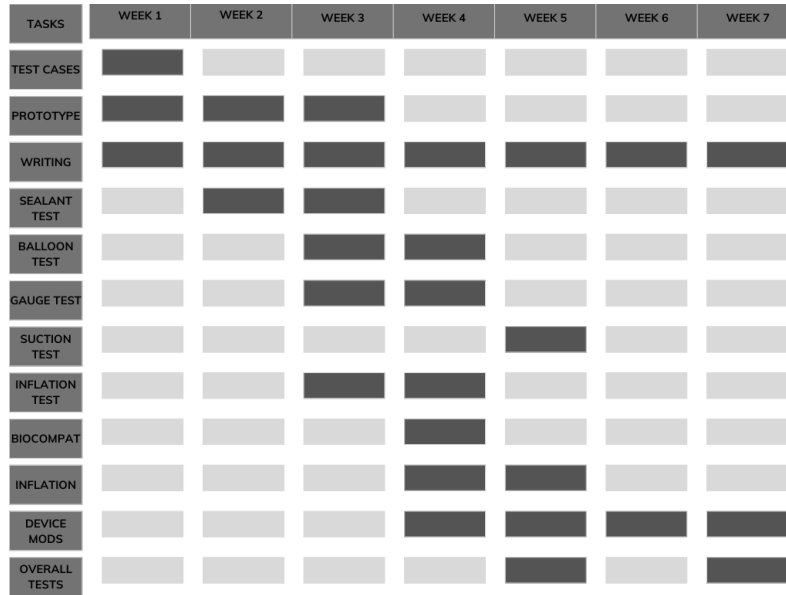 TASKS
WEEK 1
WEEK 2
WEEK 3
WEEK 4
WEEK 5
WEEK 6
WEEK 7
TEST CASES
PROTOTYPE
WRITING
SEALANT
TEST
BALLOON
TEST
GAUGE TEST
SUCTION
TEST
INFLATION
TEST
BIOCOMPAT
INFLATION
DEVICE
MODS
OVERALL
TESTS